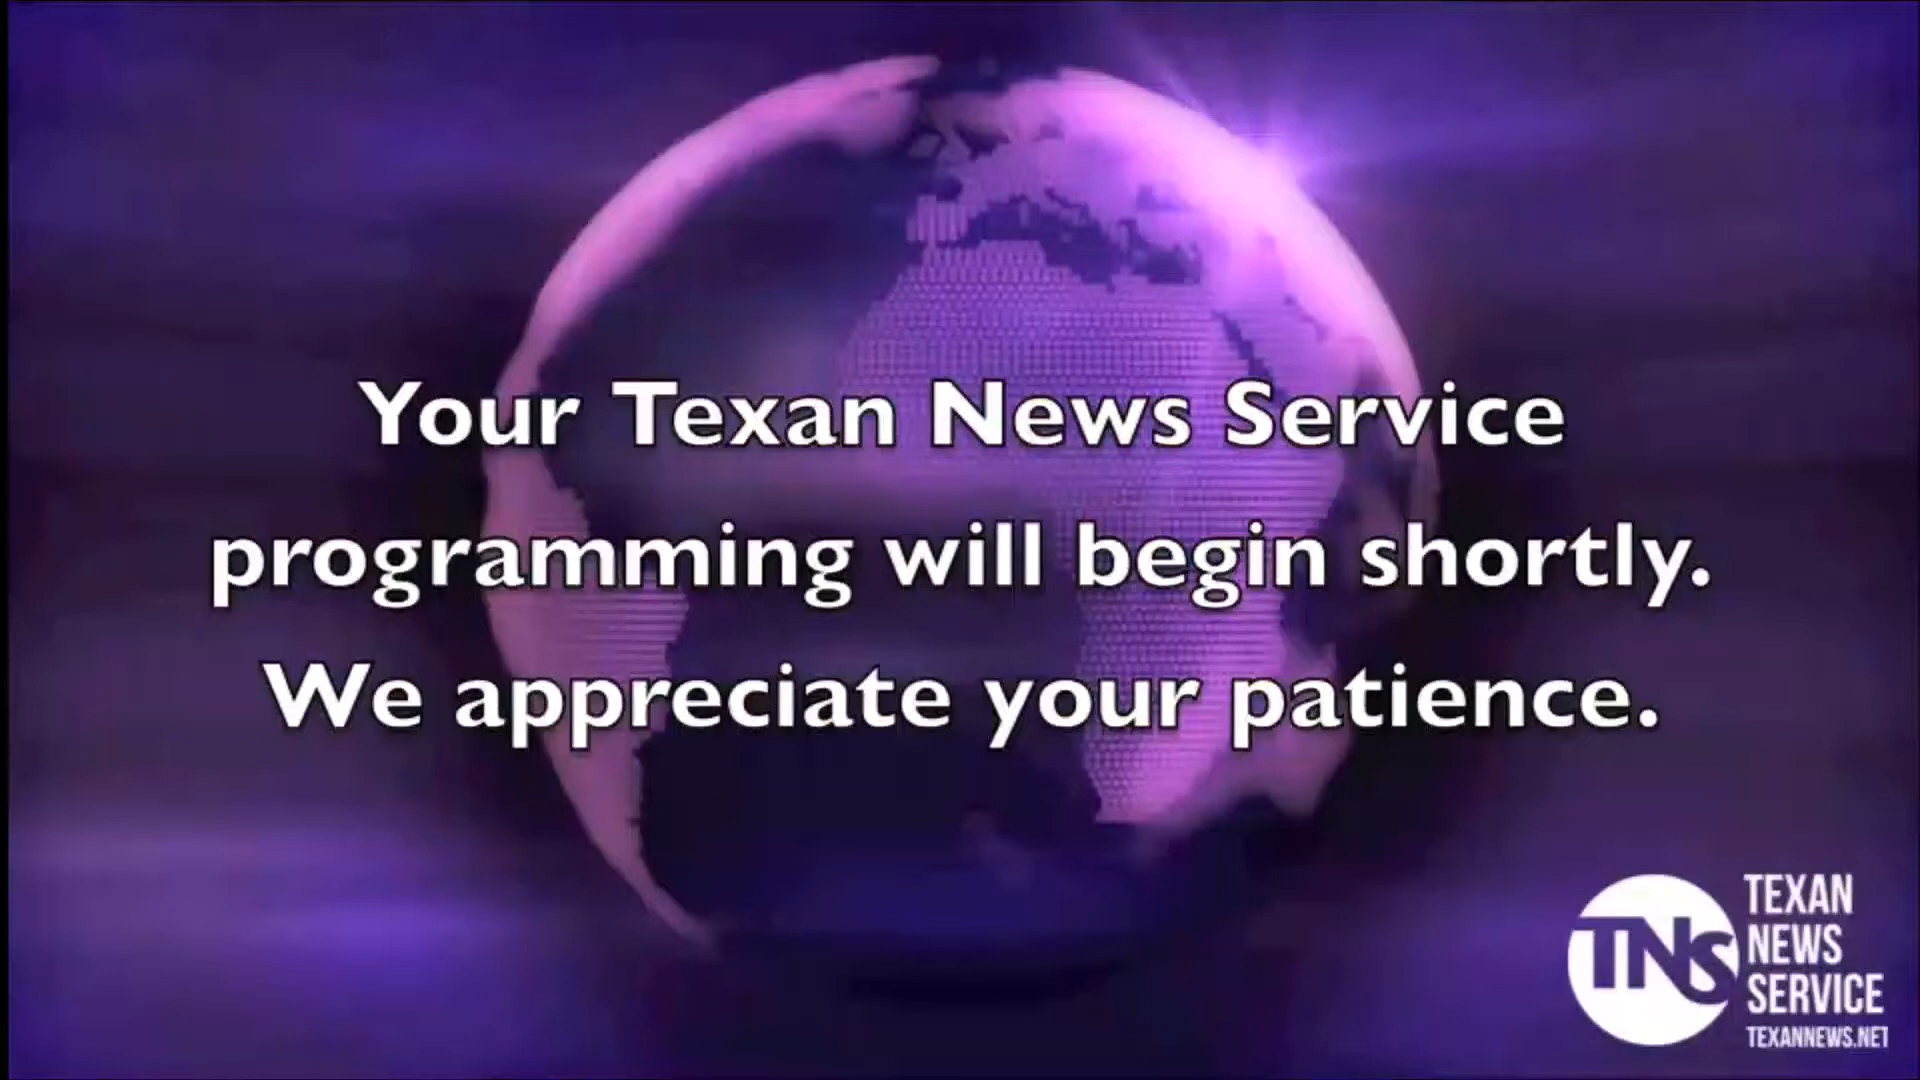 Your Texan News Service
programming will begin shortly.
We appreciate your patience.
TNS
TEXAN
NEWS
SERVICE
TEXANNEWS.NET